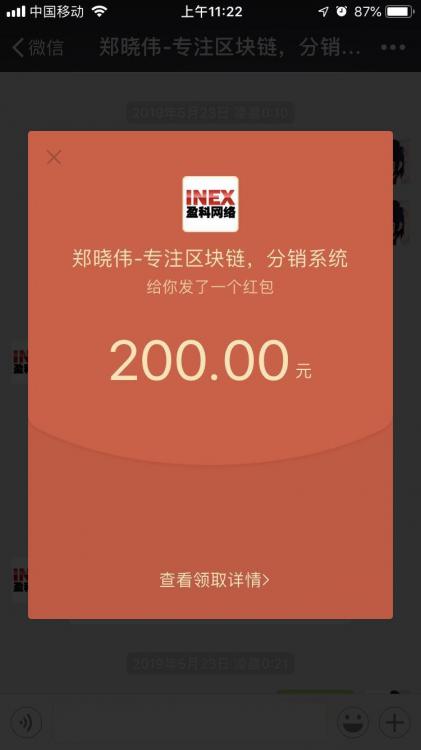 中国移动
上午11:22
87%
微信
郑晓伟-专注区块链，分销...
2019年5月23日 凌晨0:10
INEX
盈科网络
郑晓伟-专注区块链，分销系统
给你发了一个红包
200.00 元
查看领取详情>
2019年5月23日 凌晨0:21